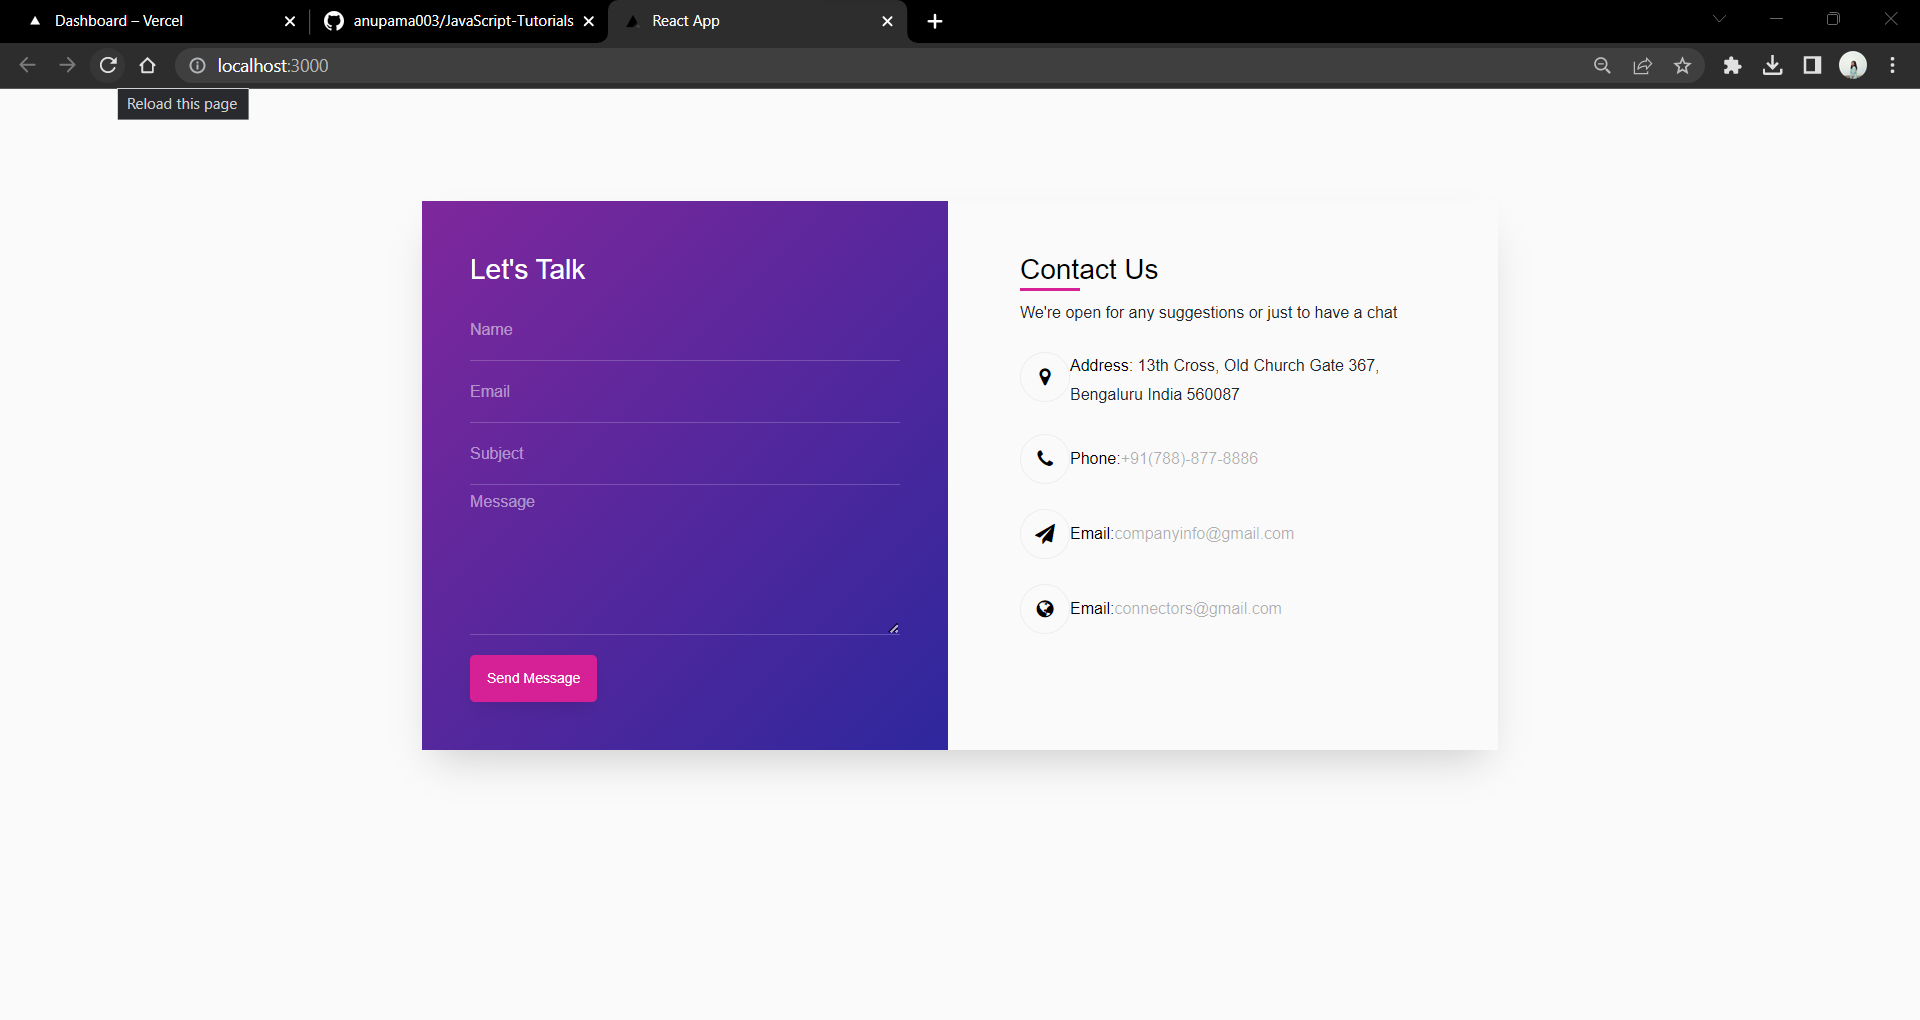 Dashboard – Vercel
anupama003/JavaScript-Tutorials
React App
localhost:3000
Reload this page
Let's Talk
Name
Email
Subject
Message
Send Message
Contact Us
We're open for any suggestions or just to have a chat
Address: 13th Cross, Old Church Gate 367,
Bengaluru India 560087
Phone:+91(788)-877-8886
Email:companyinfo@gmail.com
Email:connectors@gmail.com